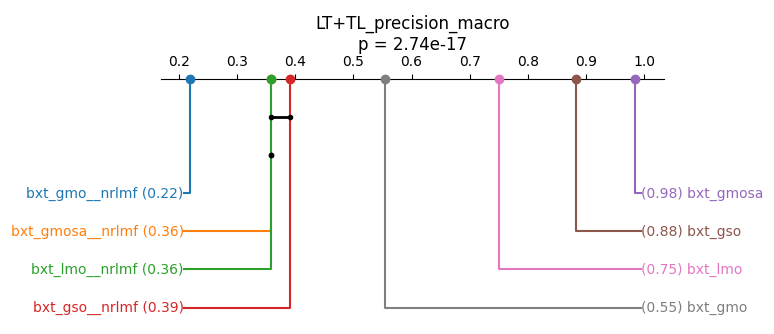 LT+TL_precision_macro
p = 2.74e-17
0.2 0.3 0.4 0.5 0.6 0.7 0.8 0.9 1.0
bxt_gmo__nrlmf (0.22) (0.98) bxt_gmosa
bxt_gmosa__nrlmf (0.36) (0.88) bxt_gso
bxt_lmo__nrlmf (0.36) (0.75) bxt_lmo
bxt_gso__nrlmf (0.39) (0.55) bxt_gmo